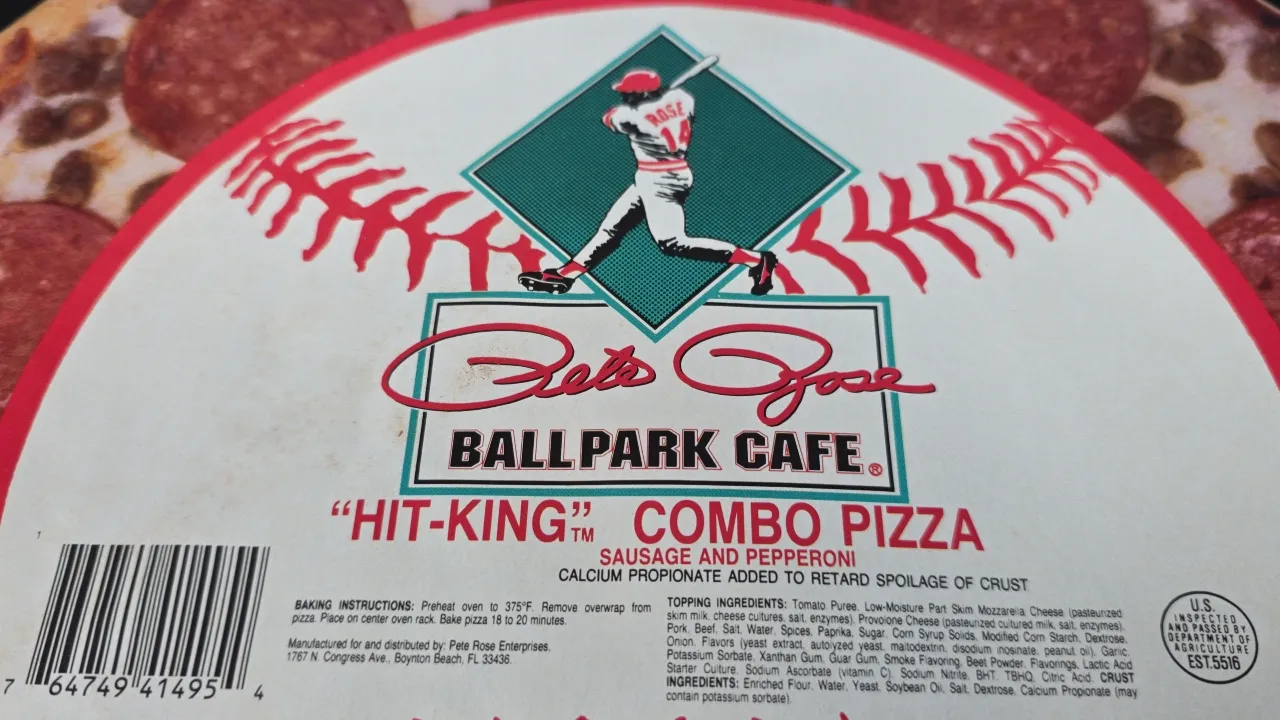 ROSE
14
Pete Rose
BALLPARK CAFE®
“HIT-KING”™ COMBO PIZZA
SAUSAGE AND PEPPERONI
CALCIUM PROPIONATE ADDED TO RETARD SPOILAGE OF CRUST
1
BAKING INSTRUCTIONS: Preheat oven to 375°F. Remove overwrap from
pizza. Place on center oven rack. Bake pizza 18 to 20 minutes.
Manufactured for and distributed by: Pete Rose Enterprises,
1767 N. Congress Ave., Boynton Beach, FL 33436.
7 64749 41495 4
TOPPING INGREDIENTS: Tomato Puree, Low-Moisture Part Skim Mozzarella Cheese (pasteurized
skim milk, cheese cultures, salt, enzymes), Provolone Cheese (pasteurized cultured milk, salt, enzymes),
Pork, Beef, Salt, Water, Spices, Paprika, Sugar, Corn Syrup Solids, Modified Corn Starch, Dextrose,
Onion, Flavors (yeast extract, autolyzed yeast, maltodextrin, disodium inosinate, peanut oil), Garlic,
Potassium Sorbate, Xanthan Gum, Guar Gum, Smoke Flavoring, Beef Powder, Flavorings, Lactic Acid
Starter Culture, Sodium Ascorbate (vitamin C), Sodium Nitrite, BHT, TBHQ, Citric Acid. CRUST
INGREDIENTS: Enriched Flour, Water, Yeast, Soybean Oil, Salt, Dextrose, Calcium Propionate (may
contain potassium sorbate).
U.S.
INSPECTED
AND PASSED BY
DEPARTMENT OF
AGRICULTURE
EST.5516